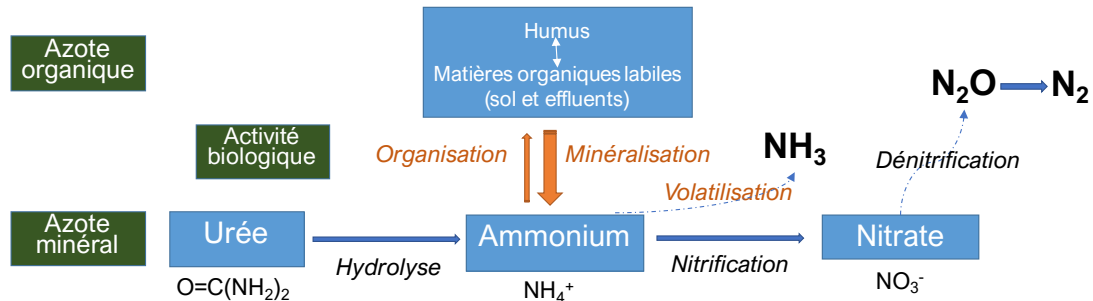 Azote
organique
Humus
Matières organiques labiles
(sol et effluents)
N₂O
N₂
Activité
biologique
Organisation
Minéralisation
NH₃
Dénitrification
Volatilisation
Azote
minéral
Urée
Ammonium
Nitrate
Hydrolyse
Nitrification
O=C(NH₂)₂
NH₄⁺
NO₃⁻